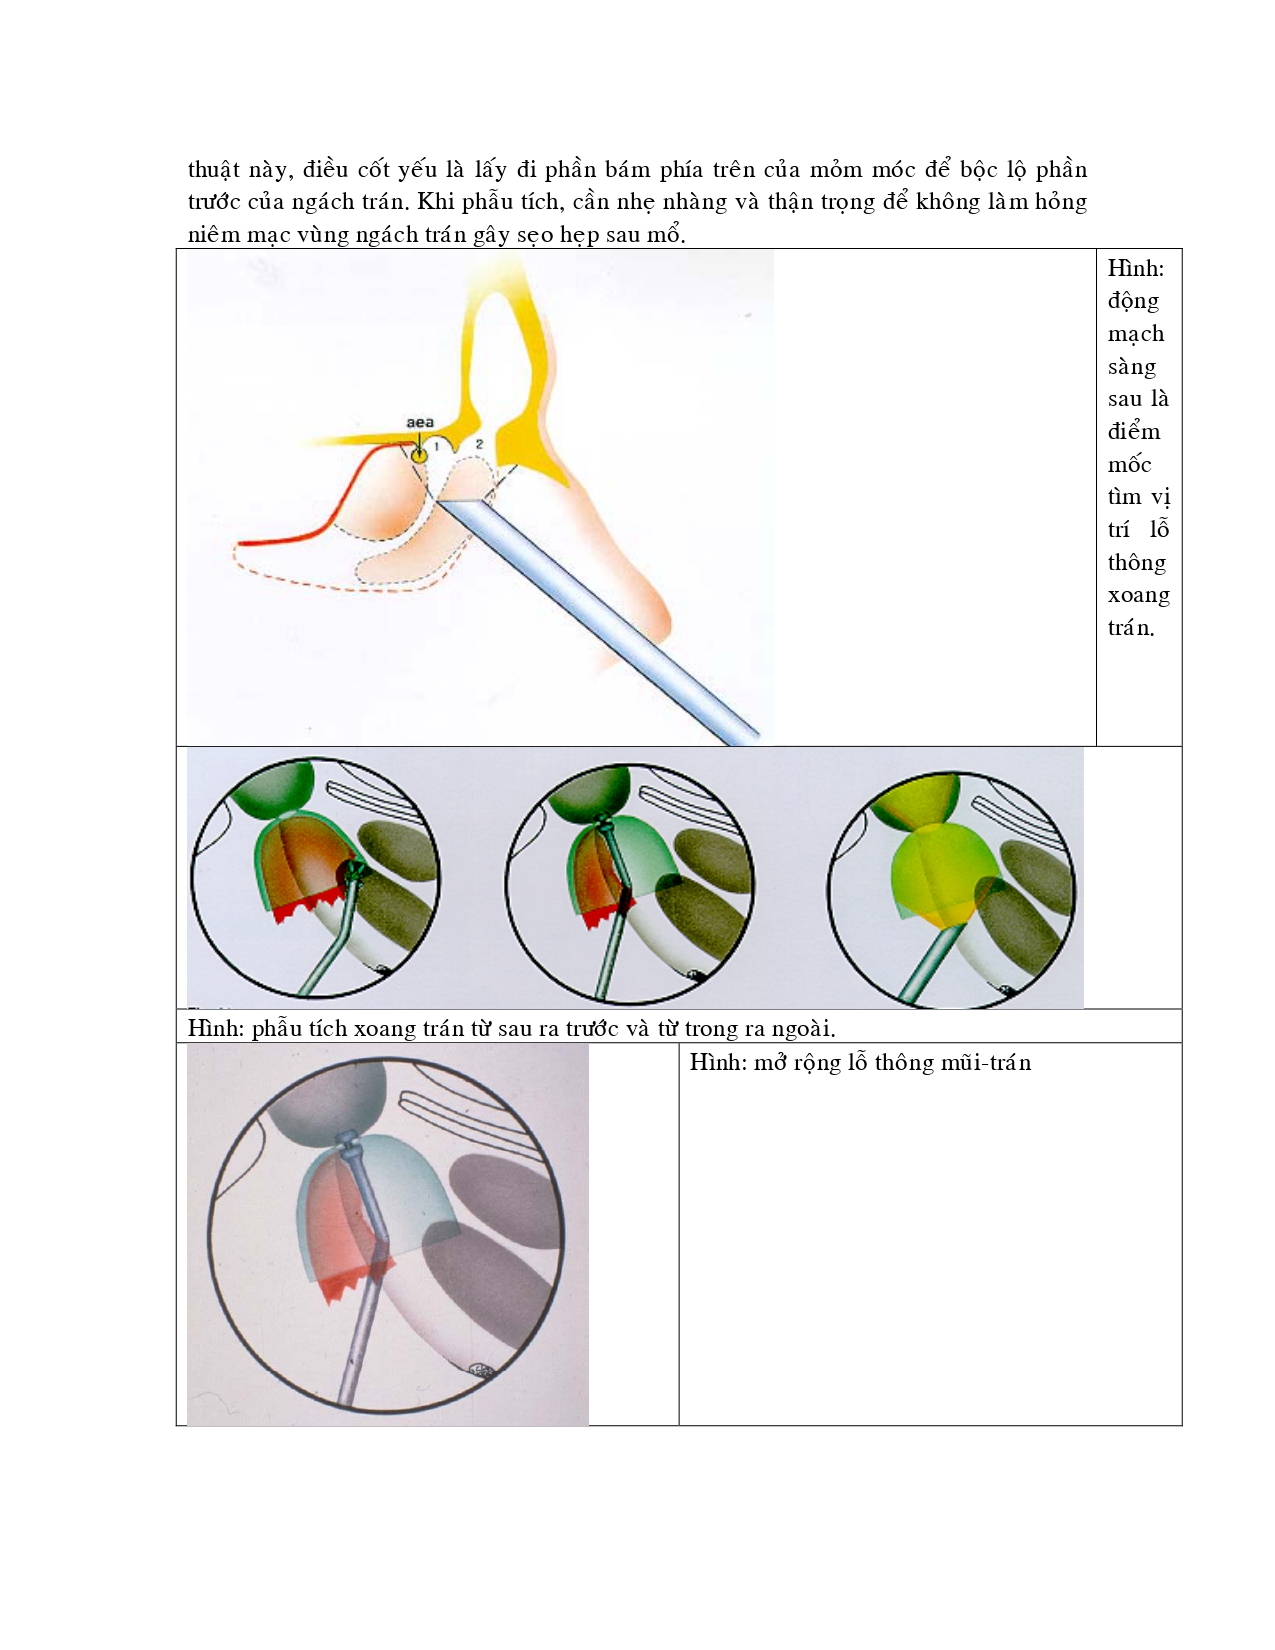 thuật này, điều cốt yếu là lấy đi phần bám phía trên của mỏm móc để bộc lộ phần
trước của ngách trán. Khi phẫu tích, cần nhẹ nhàng và thận trọng để không làm hỏng
niêm mạc vùng ngách trán gây sẹo hẹp sau mổ.
aea
1
2
Hình:
động
mạch
sàng
sau là
điểm
mốc
tìm vị
trí lỗ
thông
xoang
trán.
Hình: phẫu tích xoang trán từ sau ra trước và từ trong ra ngoài.
Hình: mở rộng lỗ thông mũi-trán